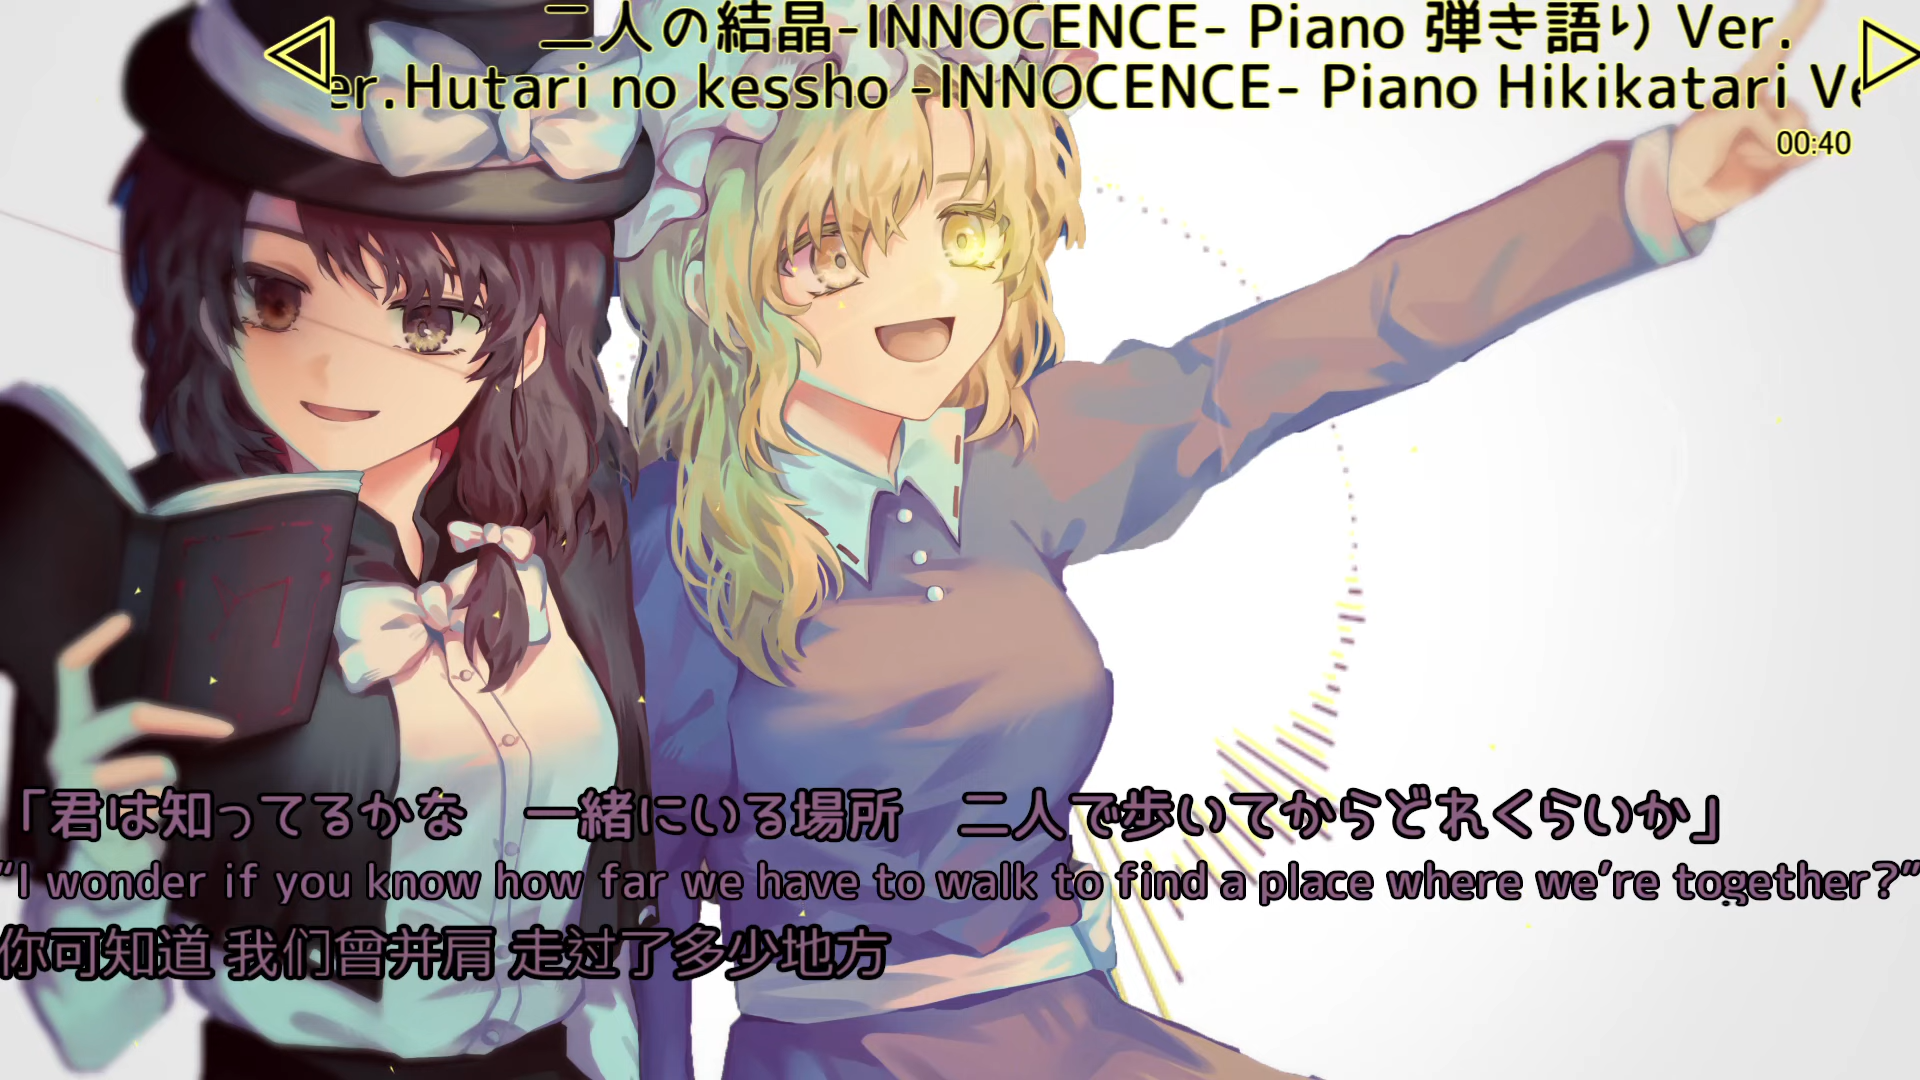 二人の結晶-INNOCENCE- Piano 弾き語り Ver.
er.Hutari no kessho -INNOCENCE- Piano Hikikatari Ve
00:40
「君は知ってるかな　一緒にいる場所　二人で歩いてからどれくらいか」
“I wonder if you know how far we have to walk to find a place where we’re together?”
你可知道 我们曾并肩 走过了多少地方